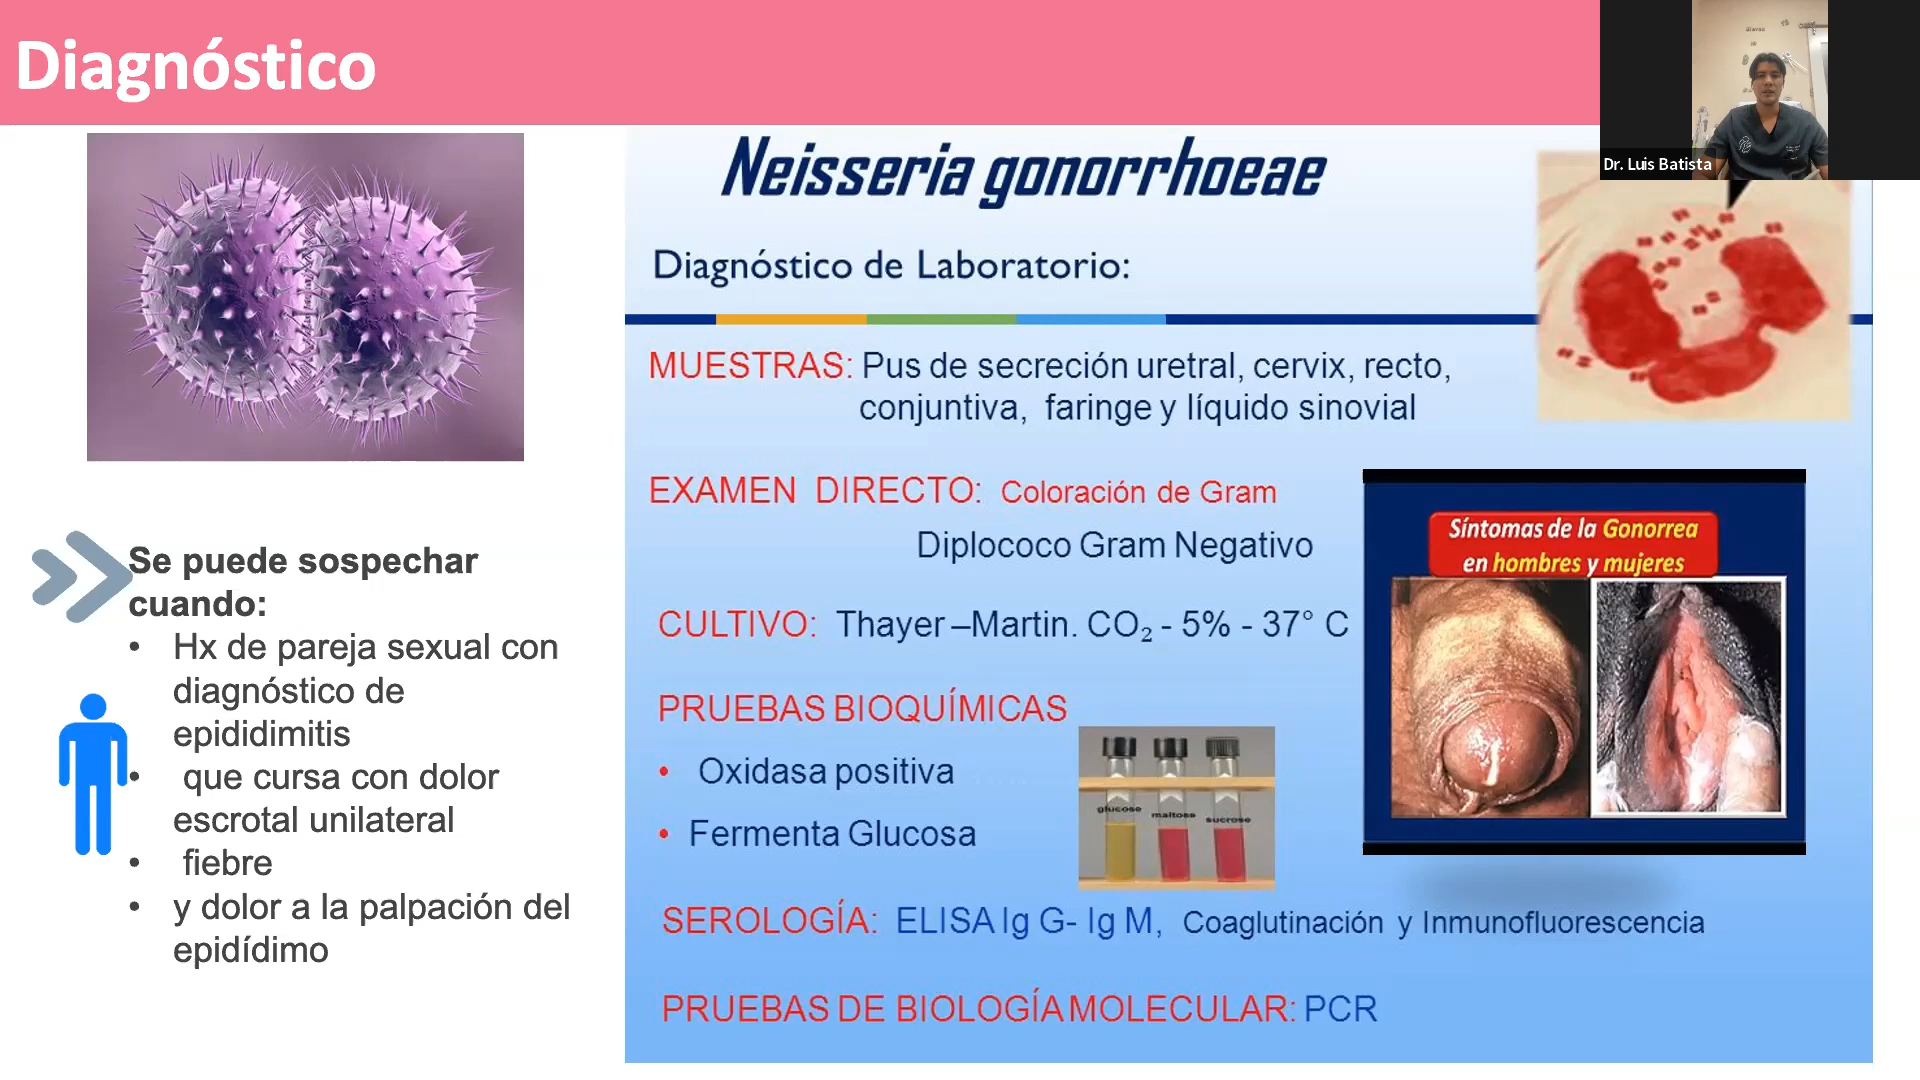 Diagnóstico
Dr. Luis Batista
Neisseria gonorrhoeae
Diagnóstico de Laboratorio:
MUESTRAS: Pus de secreción uretral, cervix, recto,
conjuntiva, faringe y líquido sinovial
EXAMEN DIRECTO: Coloración de Gram
Diplococo Gram Negativo
CULTIVO: Thayer –Martin. CO₂ - 5% - 37° C
PRUEBAS BIOQUÍMICAS
• Oxidasa positiva
• Fermenta Glucosa
glucose
maltose
sucrose
SEROLOGÍA: ELISA Ig G- Ig M, Coaglutinación y Inmunofluorescencia
PRUEBAS DE BIOLOGÍA MOLECULAR: PCR
Síntomas de la Gonorrea
en hombres y mujeres
Se puede sospechar
cuando:
• Hx de pareja sexual con
diagnóstico de
epididimitis
• que cursa con dolor
escrotal unilateral
• fiebre
• y dolor a la palpación del
epidídimo